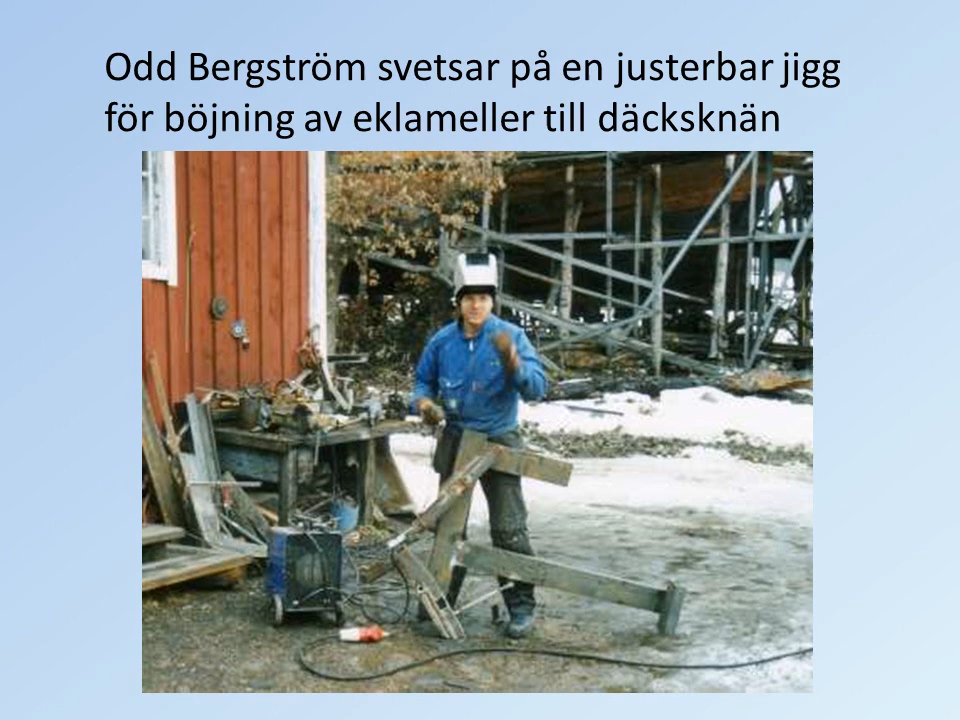 Odd Bergström svetsar på en justerbar jigg
för böjning av eklameller till däcksknän